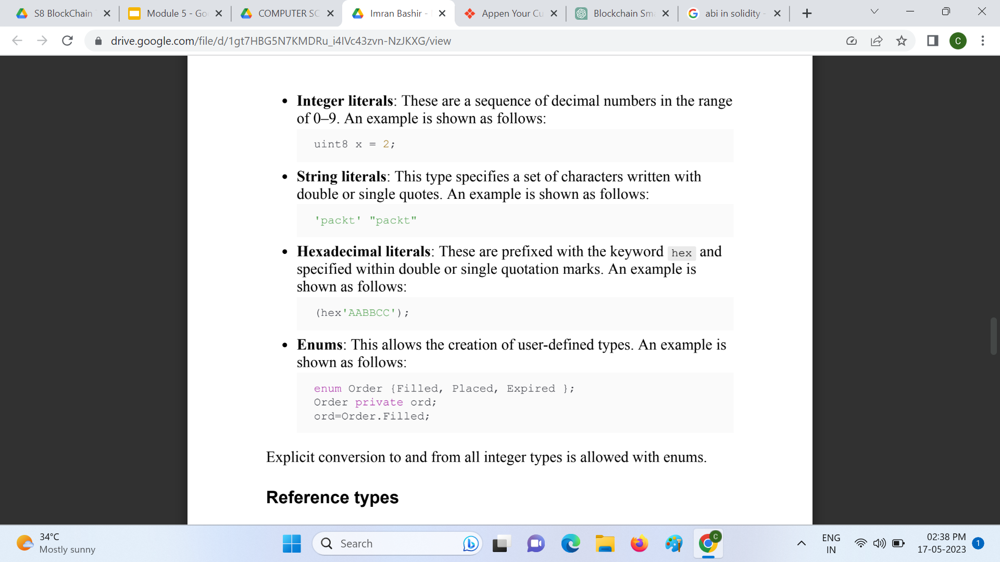 S8 BlockChain
Module 5 - Go
COMPUTER SC
Imran Bashir -
Appen Your Cu
Blockchain Sma
abi in solidity -
drive.google.com/file/d/1gt7HBG5N7KMDRu_i4IVc43zvn-NzJKXG/view
C
• Integer literals: These are a sequence of decimal numbers in the range
of 0–9. An example is shown as follows:
uint8 x = 2;
• String literals: This type specifies a set of characters written with
double or single quotes. An example is shown as follows:
'packt' "packt"
• Hexadecimal literals: These are prefixed with the keyword hex and
specified within double or single quotation marks. An example is
shown as follows:
(hex'AABBCC');
• Enums: This allows the creation of user-defined types. An example is
shown as follows:
enum Order {Filled, Placed, Expired };
Order private ord;
ord=Order.Filled;
Explicit conversion to and from all integer types is allowed with enums.
Reference types
34°C
Mostly sunny
Search
C
ENG
IN
02:38 PM
17-05-2023
1